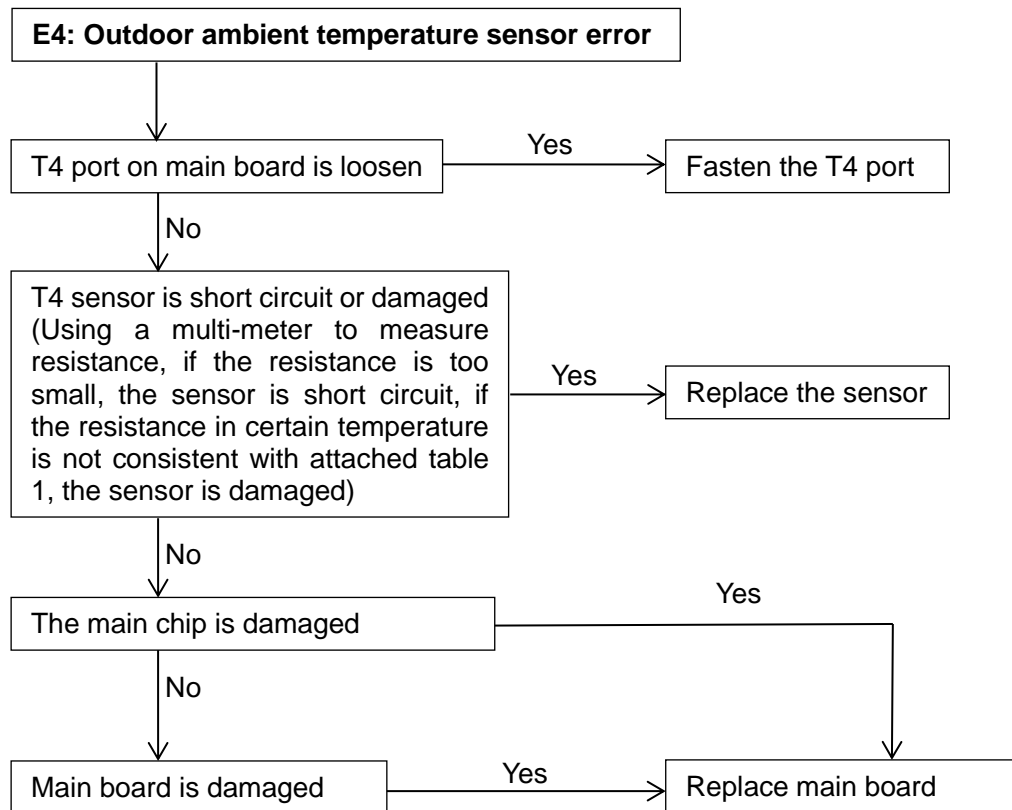 E4: Outdoor ambient temperature sensor error
T4 port on main board is loosen
Yes
Fasten the T4 port
No
T4 sensor is short circuit or damaged
(Using a multi-meter to measure
resistance, if the resistance is too
small, the sensor is short circuit, if
the resistance in certain temperature
is not consistent with attached table
1, the sensor is damaged)
Yes
Replace the sensor
No
The main chip is damaged
Yes
No
Main board is damaged
Yes
Replace main board